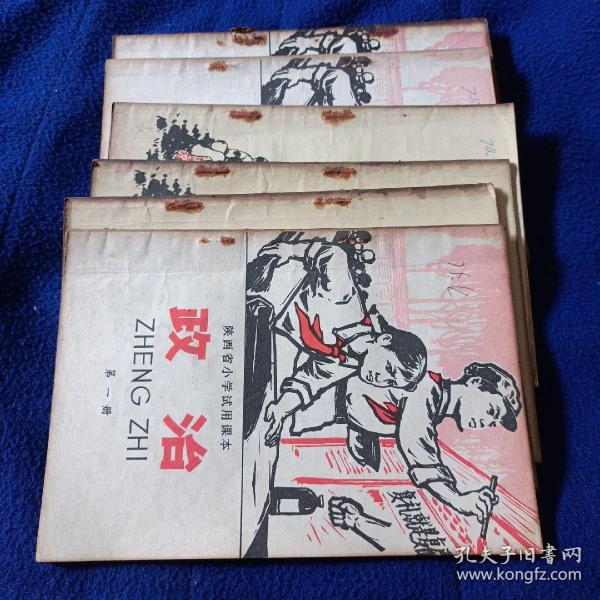 陕西省小学试用课本
政治
ZHENG ZHI
第一册
孔夫子旧書网
www.kongfz.com